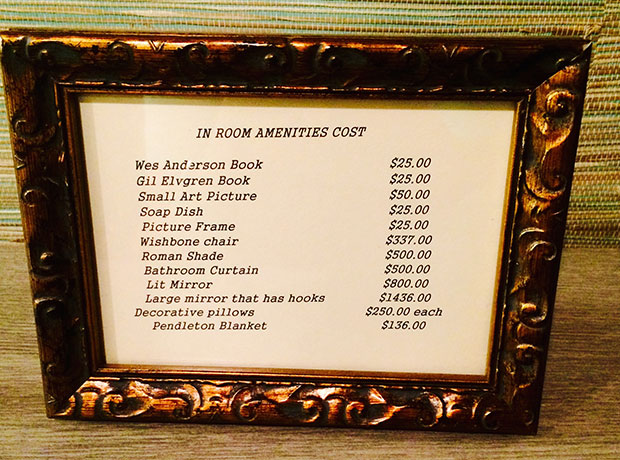 IN ROOM AMENITIES COST
Wes Anderson Book $25.00
Gil Elvgren Book $25.00
Small Art Picture $50.00
Soap Dish $25.00
Picture Frame $25.00
Wishbone chair $337.00
Roman Shade $500.00
Bathroom Curtain $500.00
Lit Mirror $800.00
Large mirror that has hooks $1436.00
Decorative pillows $250.00 each
Pendleton Blanket $136.00